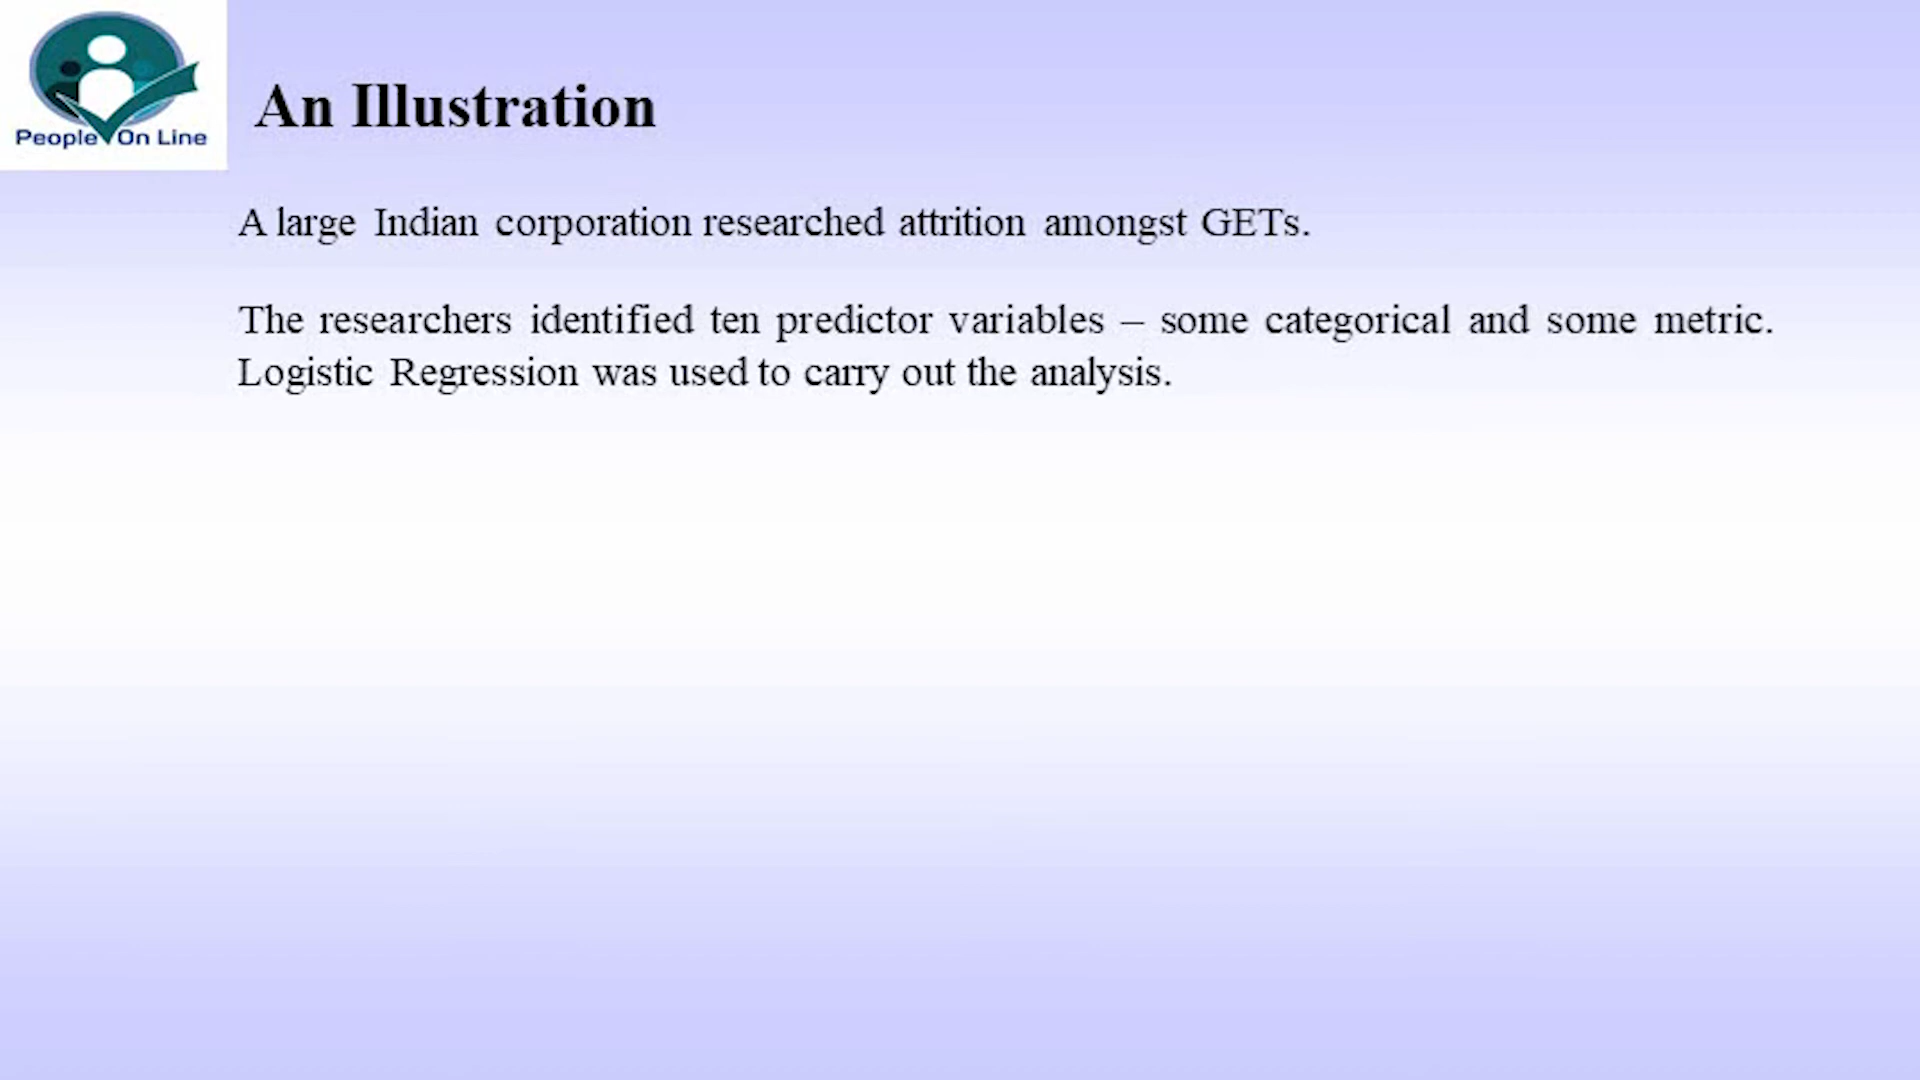 People On Line
An Illustration
A large Indian corporation researched attrition amongst GETs.
The researchers identified ten predictor variables – some categorical and some metric.
Logistic Regression was used to carry out the analysis.